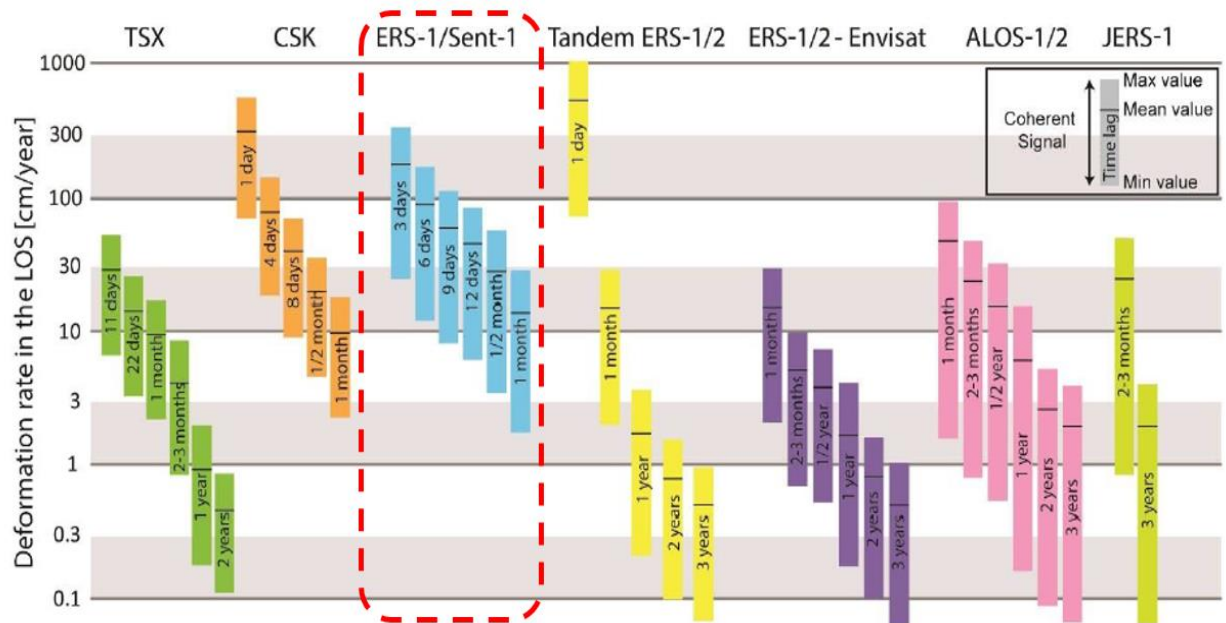 TSX CSK ERS-1/Sent-1 Tandem ERS-1/2 ERS-1/2 - Envisat ALOS-1/2 JERS-1
Deformation rate in the LOS [cm/year]
1000
300
100
30
10
3
1
0.3
0.1
11 days
22 days
1 month
2-3 months
1 year
2 years
1 day
4 days
8 days
1/2 month
1 month
3 days
6 days
9 days
12 days
1/2 month
1 month
1 day
1 month
1 year
2 years
3 years
1 month
2-3 months
1/2 year
1 year
2 years
3 years
1 month
2-3 months
1/2 year
1 year
2 years
3 years
2-3 months
3 years
Coherent
Signal
Time lag
Max value
Mean value
Min value